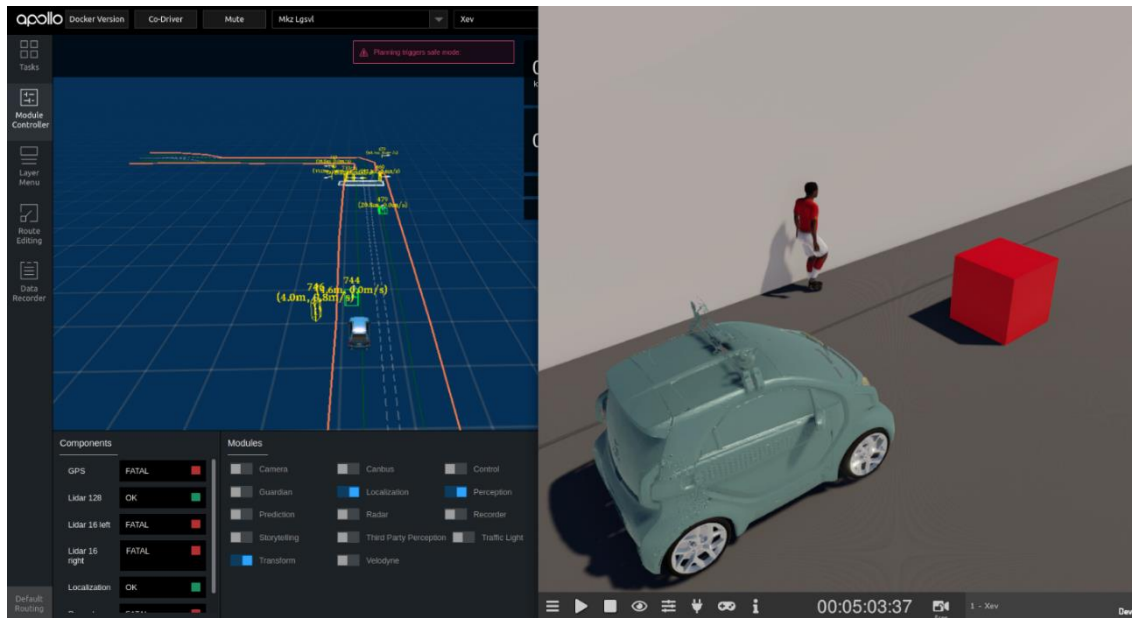 apollo Docker Version Co-Driver Mute Mkz Lgsvl Xev
Planning triggers safe mode.
Tasks
Module
Controller
Layer
Menu
Route
Editing
Data
Recorder
Default
Routing
479
744
746
(4.0m, 0.8m/s)
Components
GPS FATAL
Lidar 128 OK
Lidar 16 left FATAL
Lidar 16
right FATAL
Localization OK
Modules
Camera Canbus Control
Guardian Localization Perception
Prediction Radar Recorder
Storytelling Third Party Perception Traffic Light
Transform Velodyne
00:05:03:37 1 - Xev